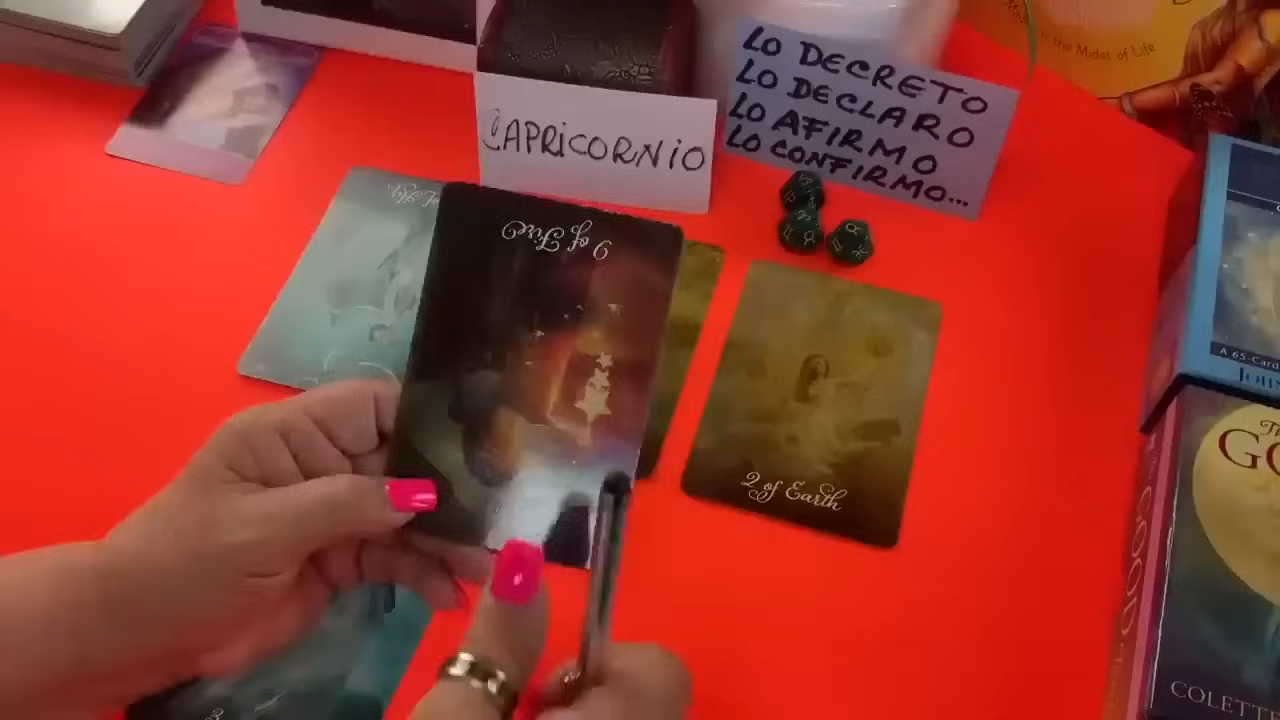 in the Midst of Life
LO DECRETO
LO DECLARO
LO AFIRMO
LO CONFIRMO...
CAPRICORNIO
9 of Fire
2 of Earth
A 65-Card
COLETTE